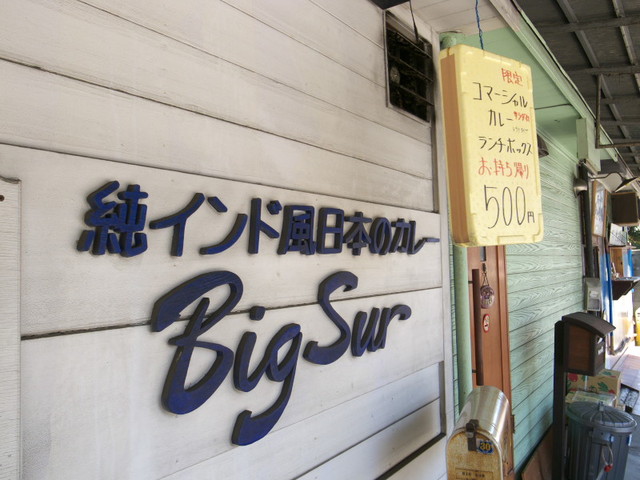 純インド風日本のカレー
Big Sur
限定
コマーシャル
カレー
ランチ・ボックス
お持ち帰り
500円